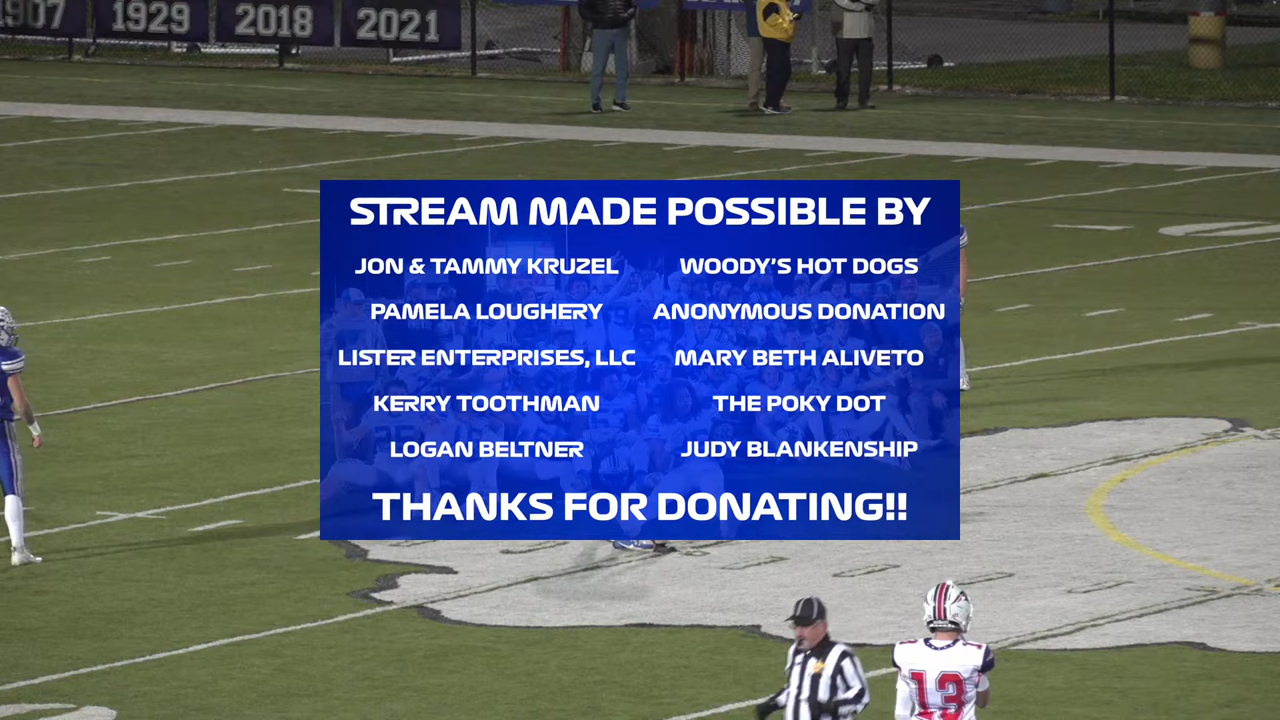 1907
1929
2018
2021
STREAM MADE POSSIBLE BY
JON & TAMMY KRUZEL
WOODY'S HOT DOGS
PAMELA LOUGHERY
ANONYMOUS DONATION
LISTER ENTERPRISES, LLC
MARY BETH ALIVETO
KERRY TOOTHMAN
THE POKY DOT
LOGAN BELTNER
JUDY BLANKENSHIP
THANKS FOR DONATING!!
13